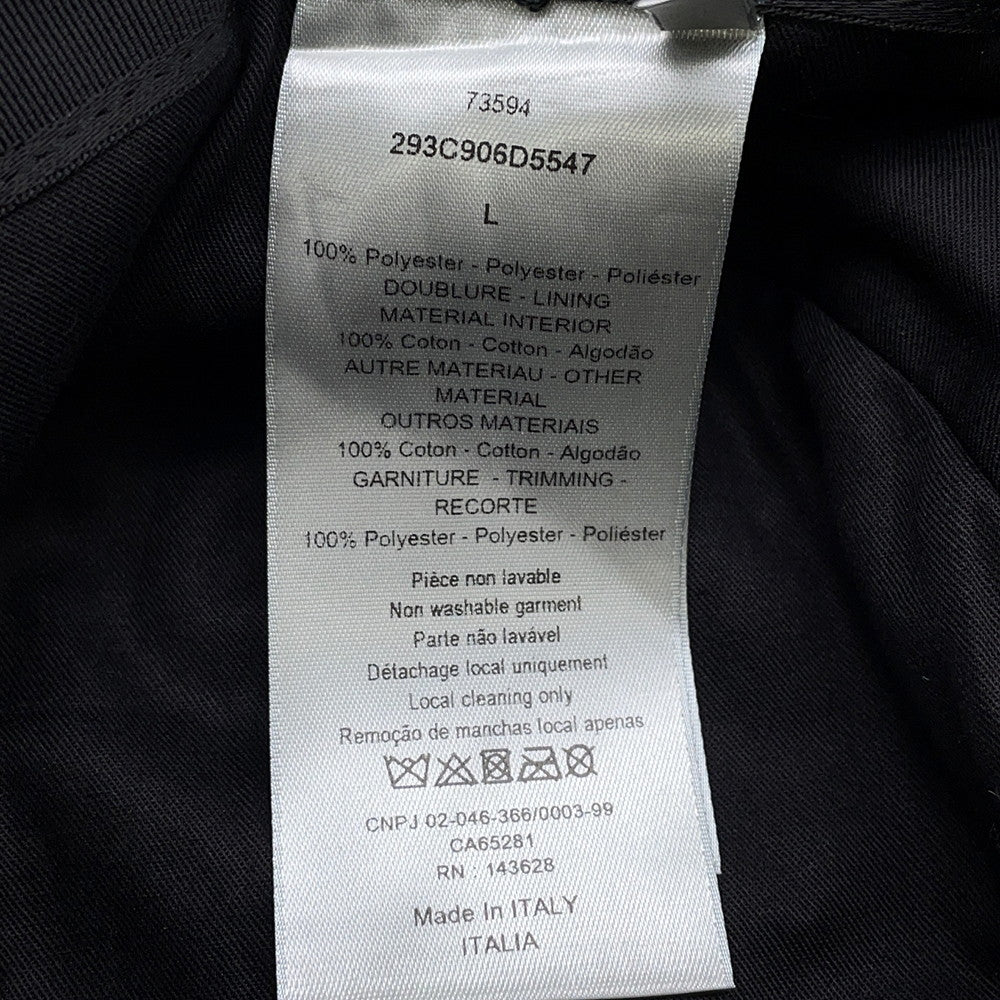 73594
293C906D5547
L
100% Polyester - Polyester - Poliéster
DOUBLURE - LINING
MATERIAL INTERIOR
100% Coton - Cotton - Algodão
AUTRE MATERIAU - OTHER
MATERIAL
OUTROS MATERIAIS
100% Coton - Cotton - Algodão
GARNITURE - TRIMMING -
RECORTE
100% Polyester - Polyester - Poliéster
Pièce non lavable
Non washable garment
Parte não lavável
Détachage local uniquement
Local cleaning only
Remoção de manchas local apenas
CNPJ 02-046-366/0003-99
CA65281
RN : 143628
Made In ITALY
ITALIA